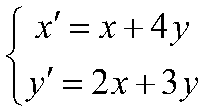 x′ = x + 4y
y′ = 2x + 3y